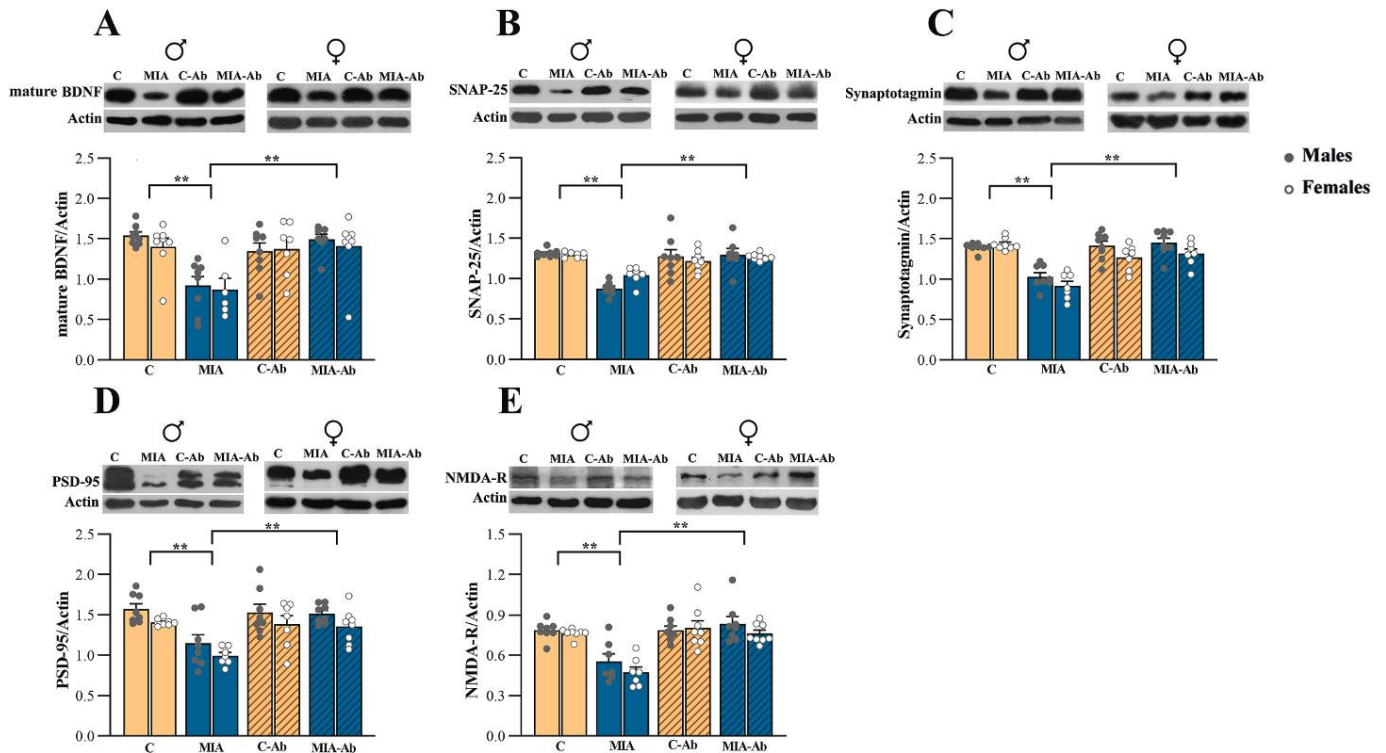 A
B
C
♂ ♀
♂ ♀
♂ ♀
C MIA C-Ab MIA-Ab C MIA C-Ab MIA-Ab
mature BDNF
Actin
C MIA C-Ab MIA-Ab C MIA C-Ab MIA-Ab
SNAP-25
Actin
C MIA C-Ab MIA-Ab C MIA C-Ab MIA-Ab
Synaptotagmin
Actin
Males
Females
mature BDNF/Actin
2.5
2.0
1.5
1.0
0.5
0.0
**
**
C MIA C-Ab MIA-Ab
SNAP-25/Actin
2.5
2.0
1.5
1.0
0.5
0.0
**
**
C MIA C-Ab MIA-Ab
Synaptotagmin/Actin
2.5
2.0
1.5
1.0
0.5
0.0
**
**
C MIA C-Ab MIA-Ab
D
E
♂ ♀
♂ ♀
C MIA C-Ab MIA-Ab C MIA C-Ab MIA-Ab
PSD-95
Actin
C MIA C-Ab MIA-Ab C MIA C-Ab MIA-Ab
NMDA-R
Actin
PSD-95/Actin
2.5
2.0
1.5
1.0
0.5
0.0
**
**
C MIA C-Ab MIA-Ab
NMDA-R/Actin
1.5
1.2
0.9
0.6
0.3
0.0
**
**
C MIA C-Ab MIA-Ab